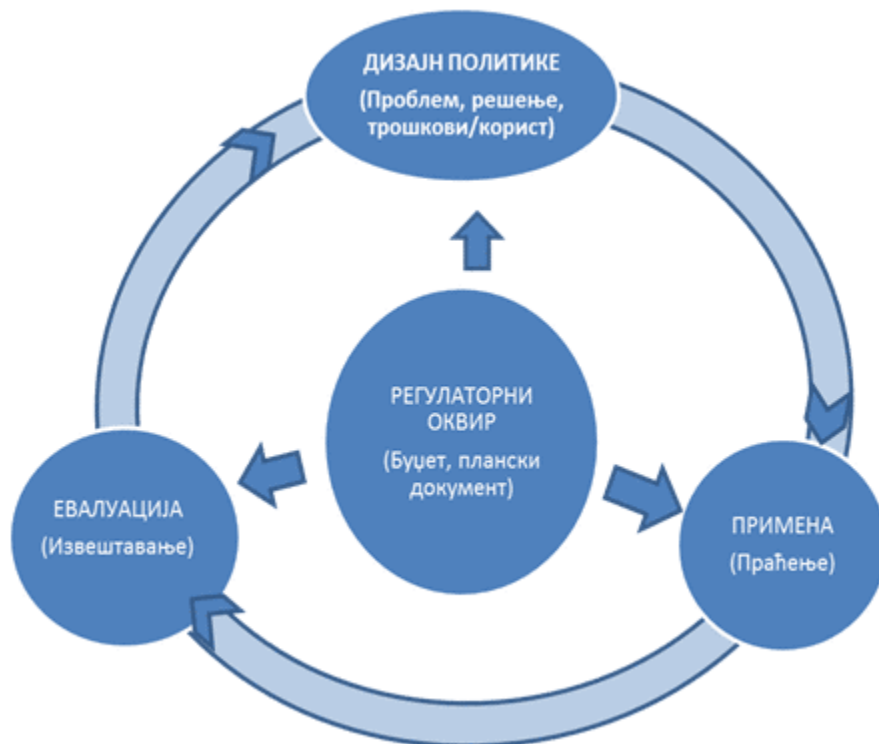 ДИЗАЈН ПОЛИТИКЕ
(Проблем, решење,
трошкови/корист)
РЕГУЛАТОРНИ
ОКВИР
(Буџет, плански
документ)
ЕВАЛУАЦИЈА
(Извештавање)
ПРИМЕНА
(Праћење)